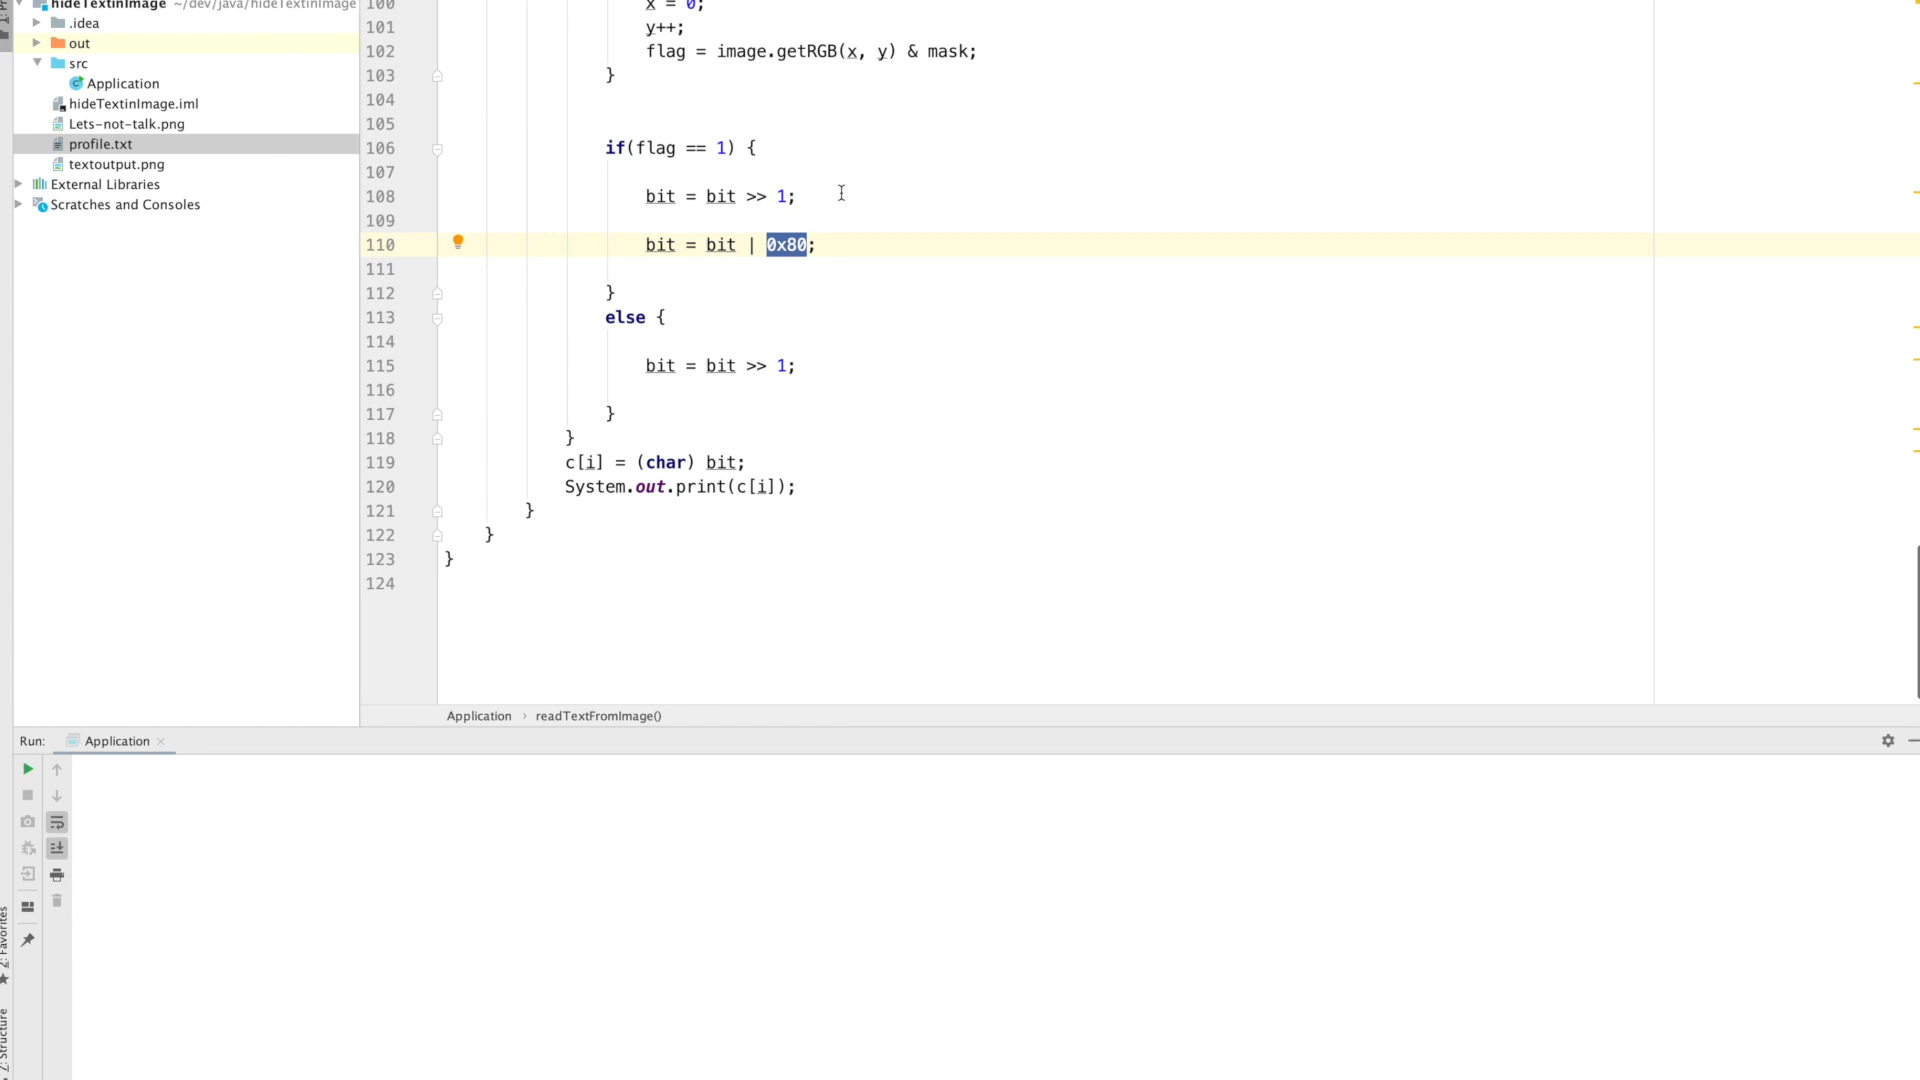 hideTextinImage ~/dev/java/hideTextinImage
.idea
out
src
Application
hideTextinImage.iml
Lets-not-talk.png
profile.txt
textoutput.png
External Libraries
Scratches and Consoles
100 x = 0;
101 y++;
102 flag = image.getRGB(x, y) & mask;
103 }
104
105
106 if(flag == 1) {
107
108 bit = bit >> 1;
109
110 bit = bit | 0x80;
111
112 }
113 else {
114
115 bit = bit >> 1;
116
117 }
118 }
119 c[i] = (char) bit;
120 System.out.print(c[i]);
121 }
122 }
123 }
124
Application › readTextFromImage()
Run: Application
2: Favorites
7: Structure